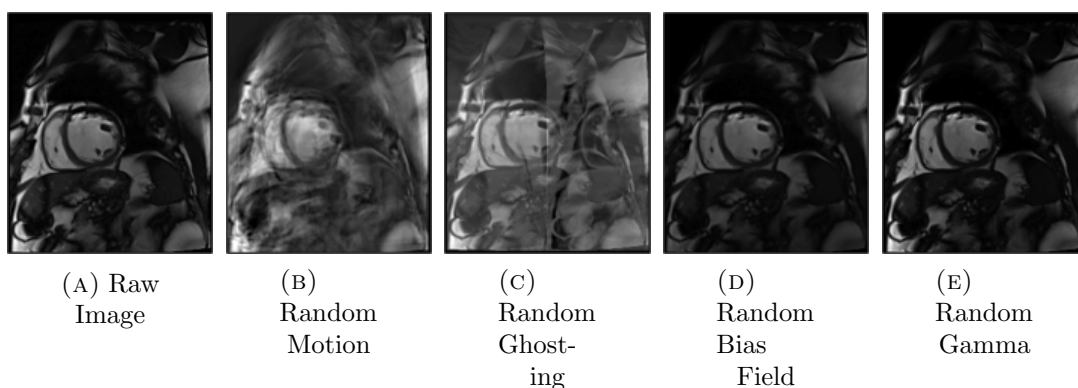 (A) Raw
Image
(B)
Random
Motion
(C)
Random
Ghost-
ing
(D)
Random
Bias
Field
(E)
Random
Gamma